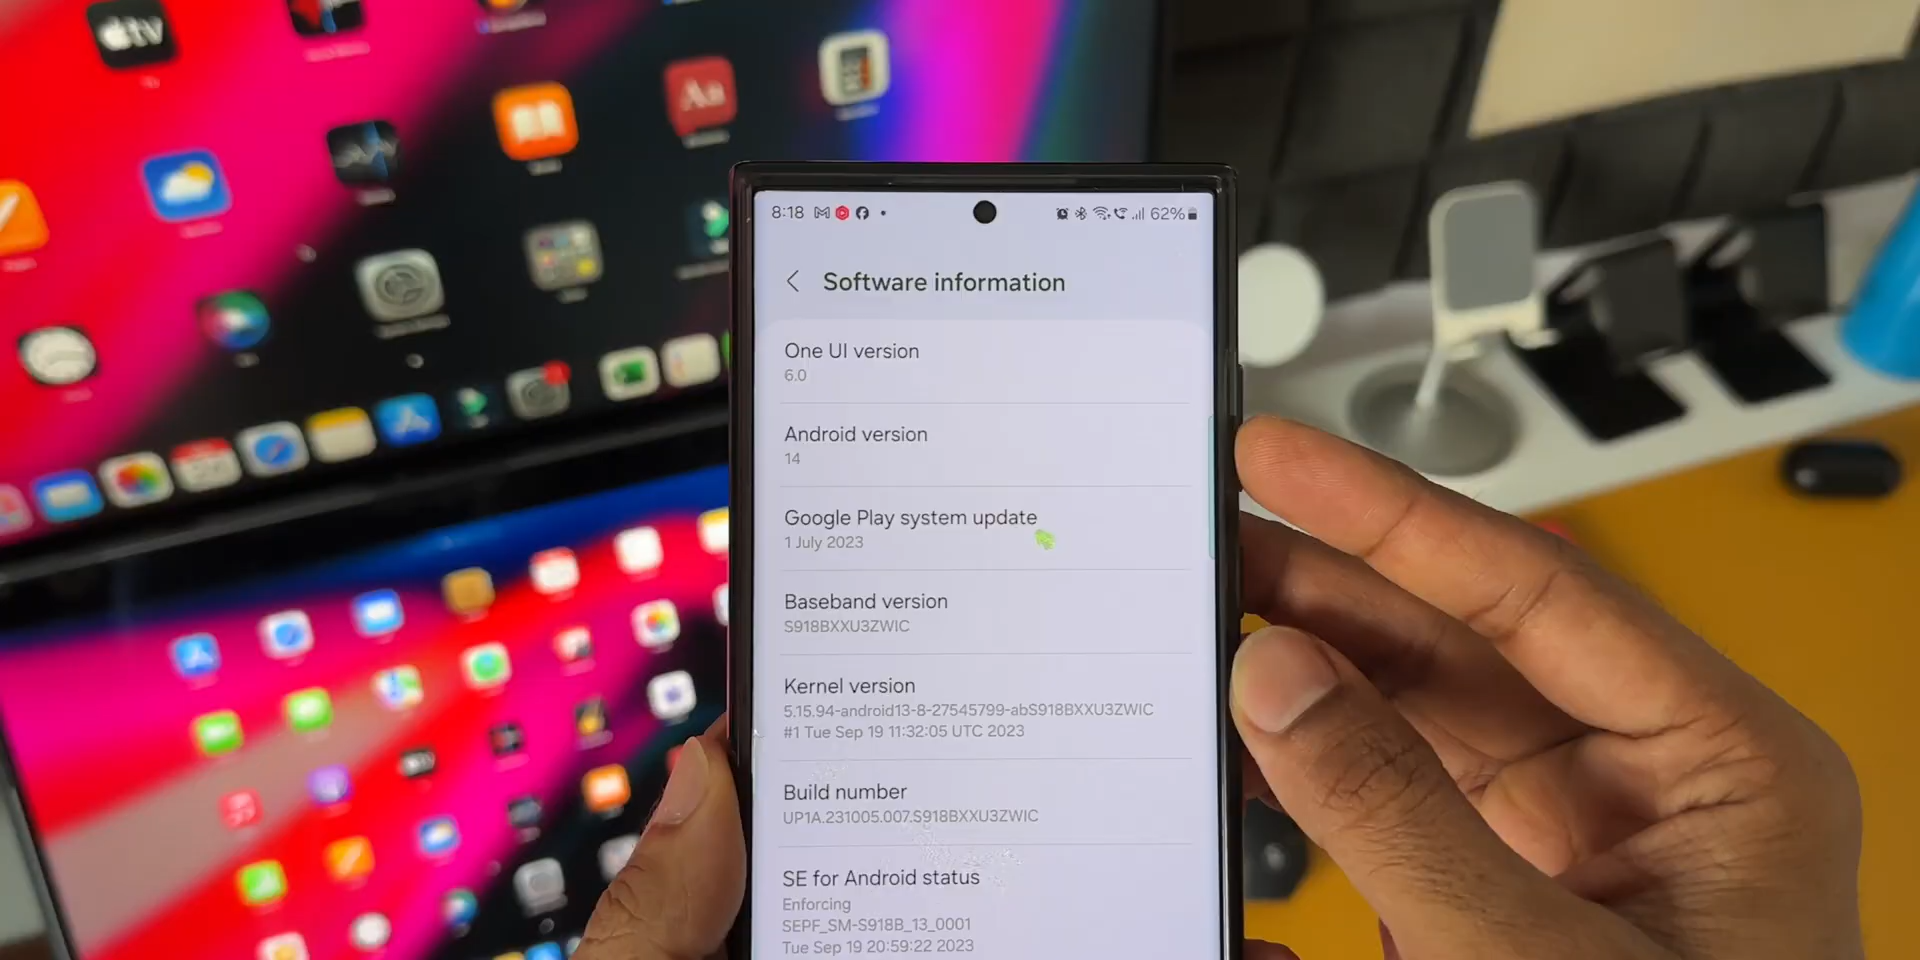 tv
Aa
8:18
62%
Software information
One UI version
6.0
Android version
14
Google Play system update
1 July 2023
Baseband version
S918BXXU3ZWIC
Kernel version
5.15.94-android13-8-27545799-abS918BXXU3ZWIC
#1 Tue Sep 19 11:32:05 UTC 2023
Build number
UP1A.231005.007.S918BXXU3ZWIC
SE for Android status
Enforcing
SEPF_SM-S918B_13_0001
Tue Sep 19 20:59:22 2023